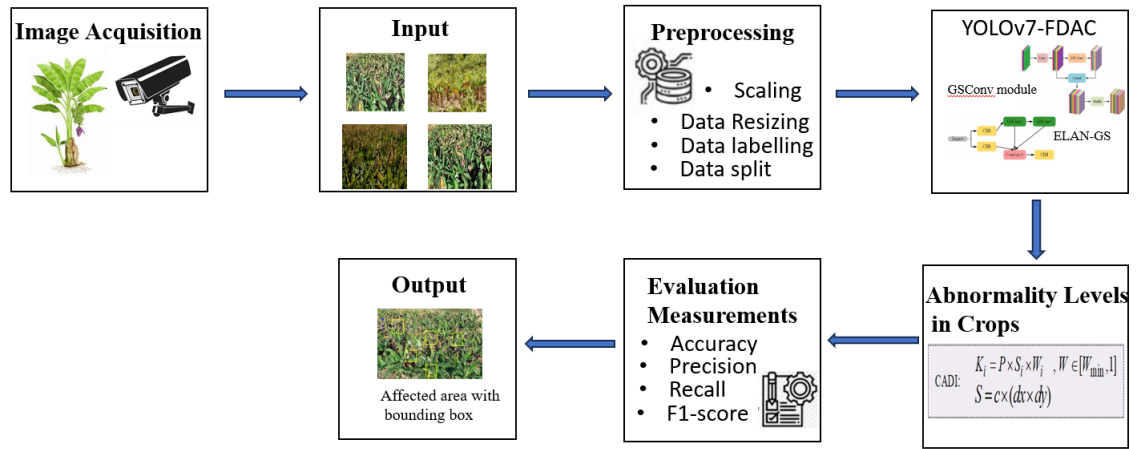 Image Acquisition
Input
Preprocessing
• Scaling
• Data Resizing
• Data labelling
• Data split
YOLOv7-FDAC
GSConv module
ELAN-GS
Abnormality Levels
in Crops
CADI:
K_i = P × S_i × W_i , W ∈ [W_min, 1]
S = c × (dx × dy)
Evaluation
Measurements
• Accuracy
• Precision
• Recall
• F1-score
Output
Affected area with
bounding box